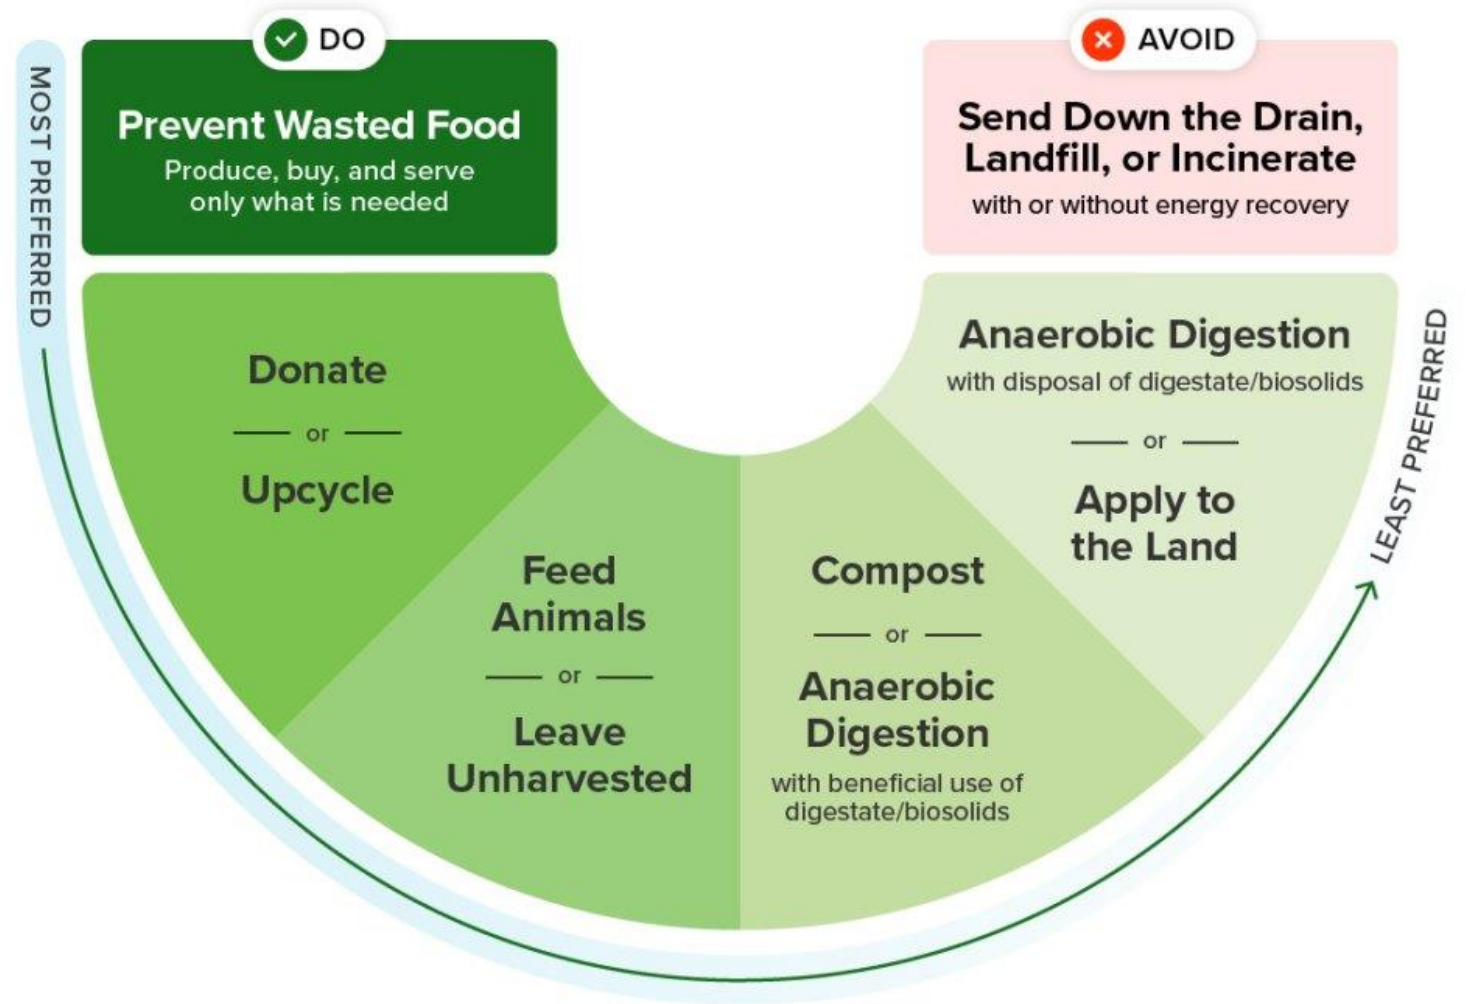 DO
Prevent Wasted Food
Produce, buy, and serve
only what is needed
MOST PREFERRED
Donate
or
Upcycle
Feed
Animals
or
Leave
Unharvested
Compost
or
Anaerobic
Digestion
with beneficial use of
digestate/biosolids
Anaerobic Digestion
with disposal of digestate/biosolids
or
Apply to
the Land
LEAST PREFERRED
AVOID
Send Down the Drain,
Landfill, or Incinerate
with or without energy recovery